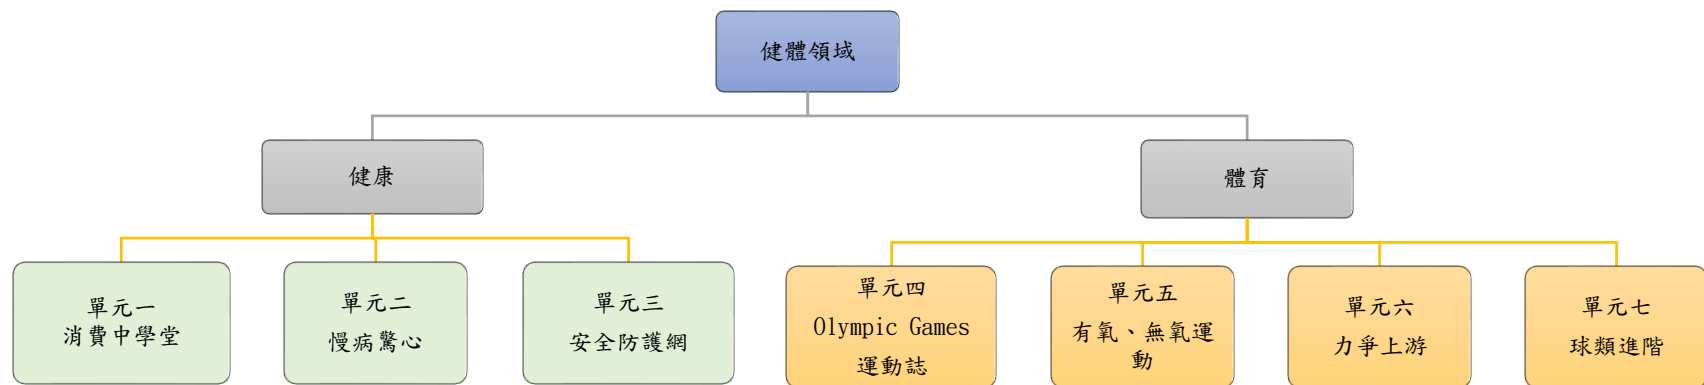 健體領域
健康
體育
單元一
消費中學堂
單元二
慢病驚心
單元三
安全防護網
單元四
Olympic Games
運動誌
單元五
有氧、無氧運
動
單元六
力爭上游
單元七
球類進階